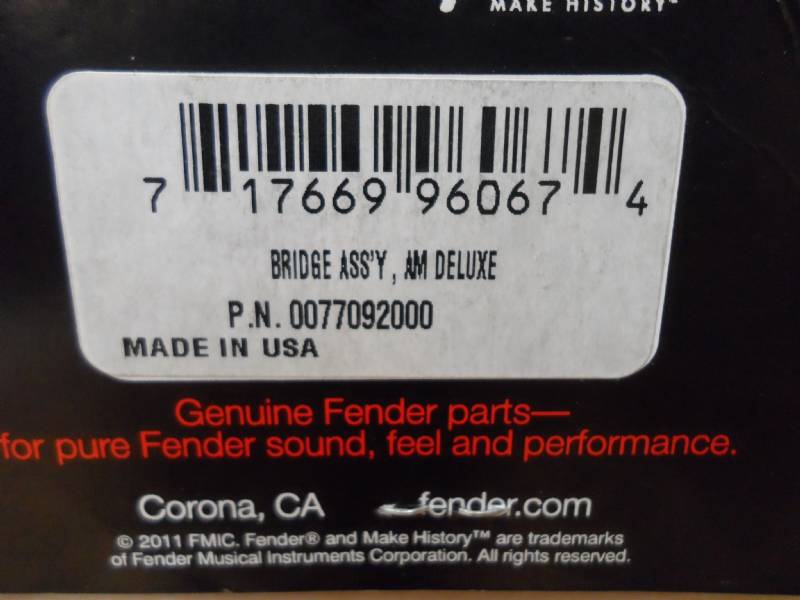 MAKE HISTORY™
7 17669 96067 4
BRIDGE ASS'Y, AM DELUXE
P.N. 0077092000
MADE IN USA
Genuine Fender parts—
for pure Fender sound, feel and performance.
Corona, CA fender.com
© 2011 FMIC. Fender® and Make History™ are trademarks
of Fender Musical Instruments Corporation. All rights reserved.